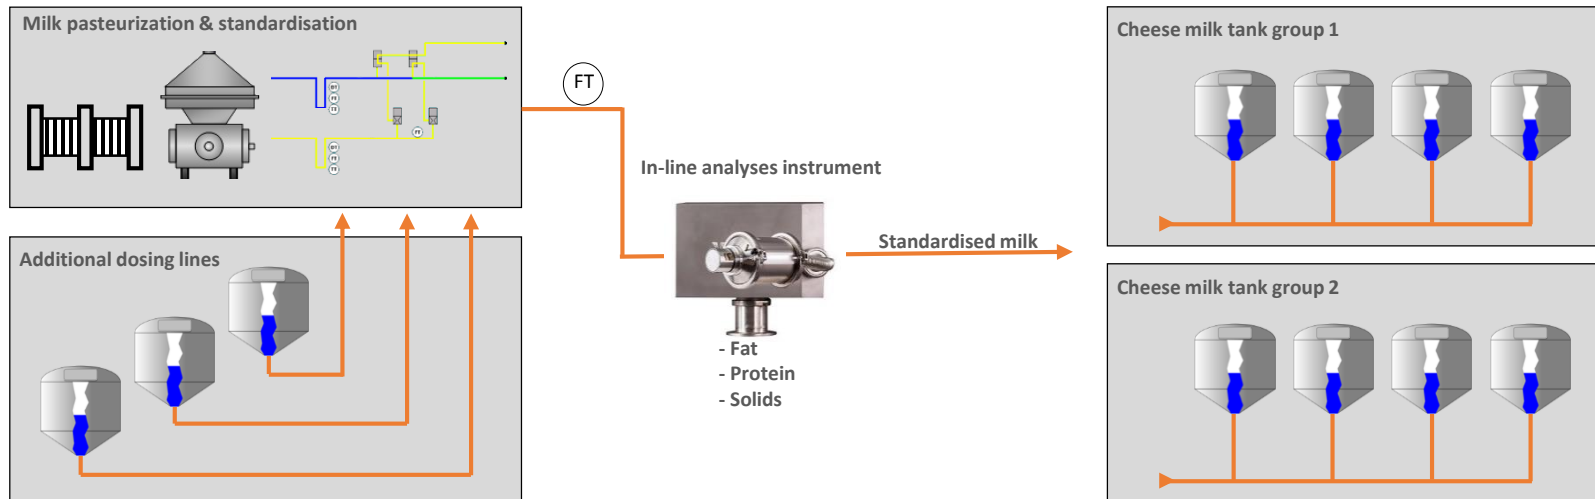 Milk pasteurization & standardisation
FT
FT
Additional dosing lines
In-line analyses instrument
- Fat
- Protein
- Solids
Standardised milk
Cheese milk tank group 1
Cheese milk tank group 2